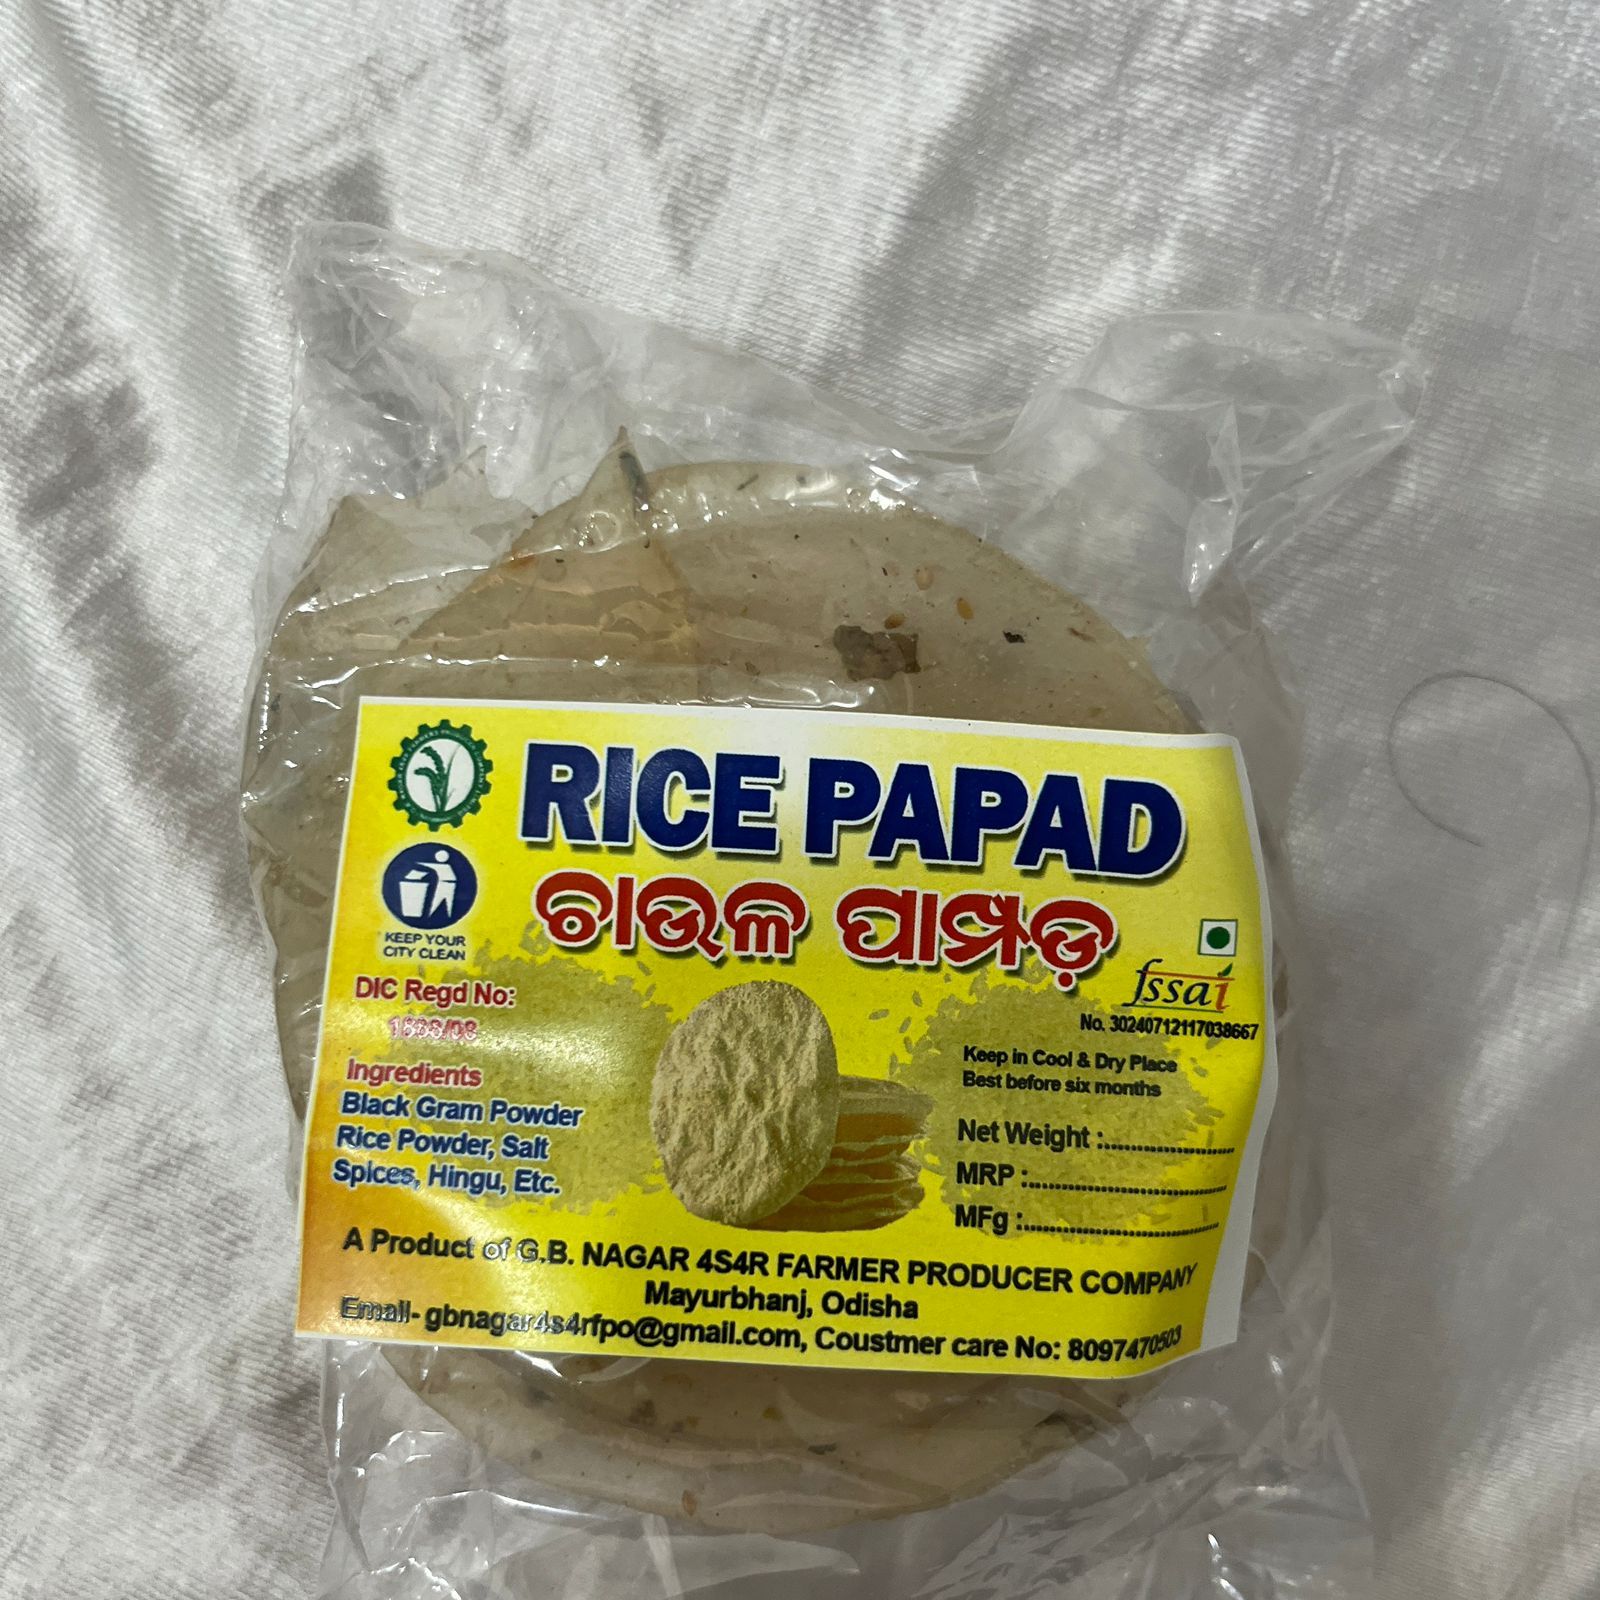 RICE PAPAD
ଚାଉଳ ପାମ୍ପଡ଼
KEEP YOUR
CITY CLEAN
DIC Regd No:
Ingredients
Black Gram Powder
Rice Powder, Salt
Spices, Hingu, Etc.
fssai
No. 30240712117038667
Keep in Cool & Dry Place
Best before six months
Net Weight :....................
MRP :..............................
MFg :..............................
A Product of G.B. NAGAR 4S4R FARMER PRODUCER COMPANY
Mayurbhanj, Odisha
Email- gbnagar4s4rfpo@gmail.com, Coustmer care No: 8097470503